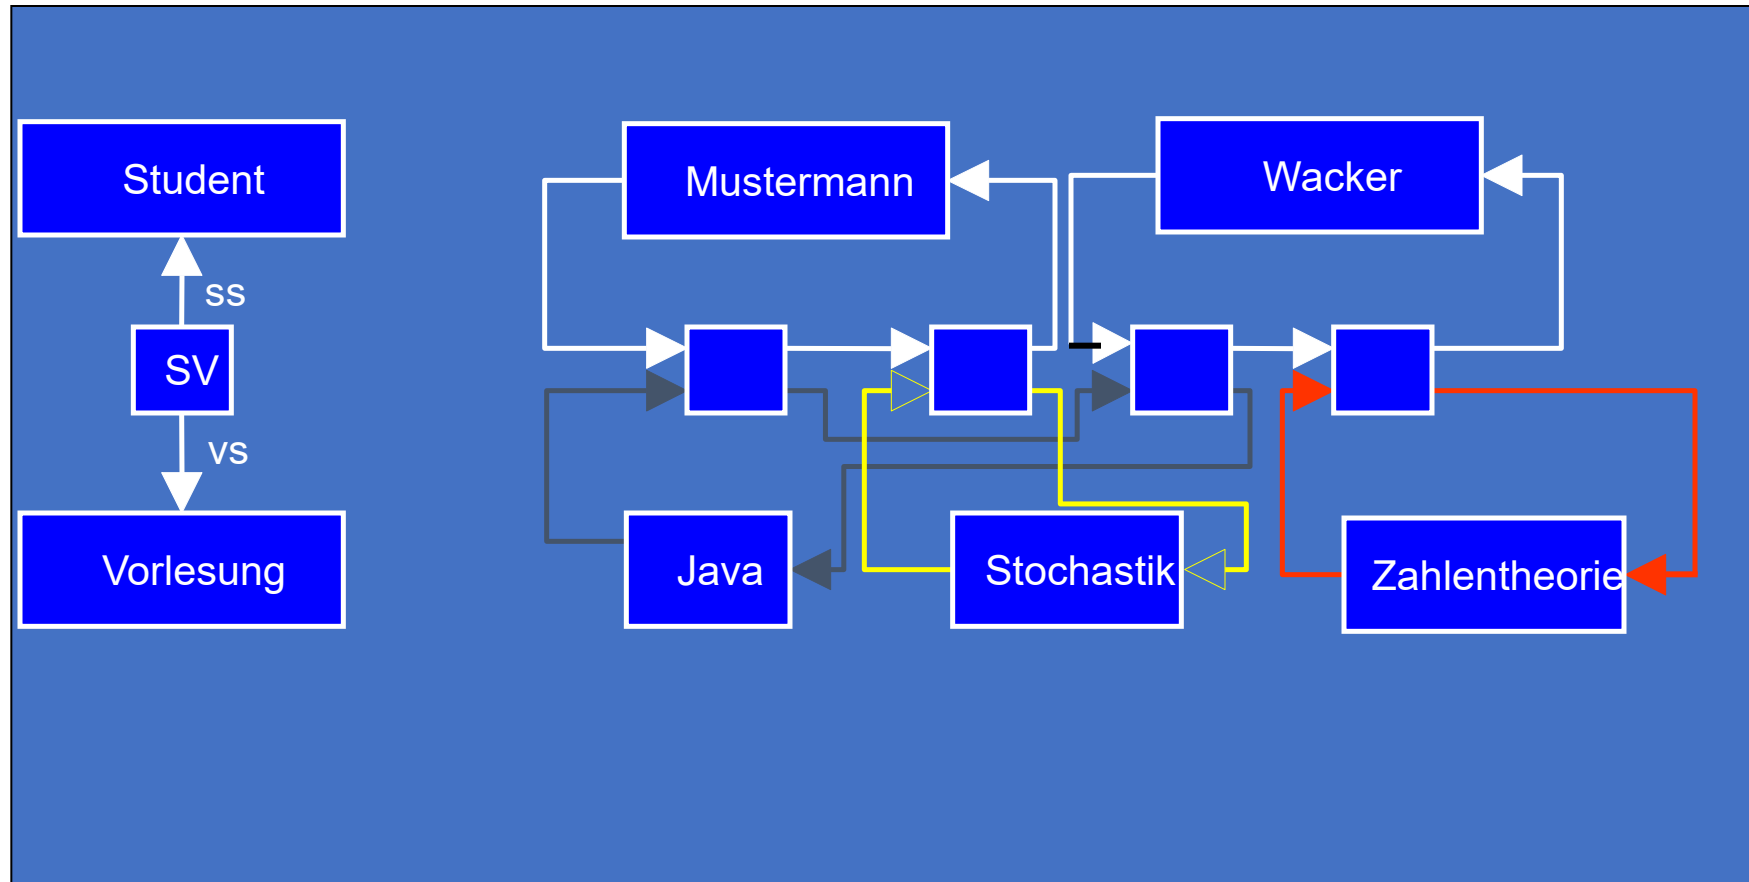 Student
Mustermann
Wacker
ss
SV
vs
Vorlesung
Java
Stochastik
Zahlentheorie